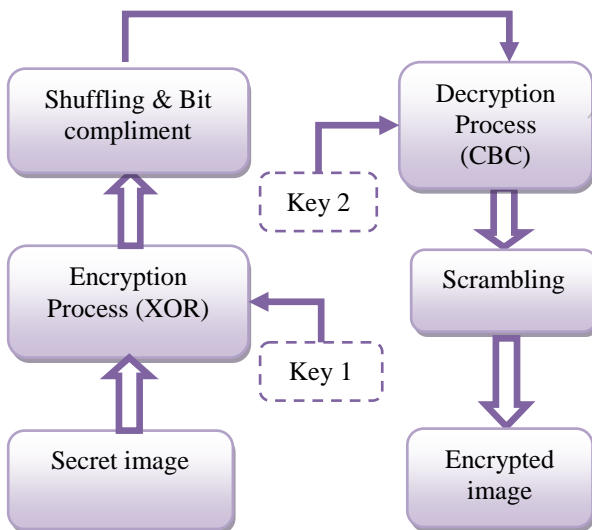 Shuffling & Bit
compliment
Decryption
Process
(CBC)
Key 2
Encryption
Process (XOR)
Scrambling
Key 1
Secret image
Encrypted
image